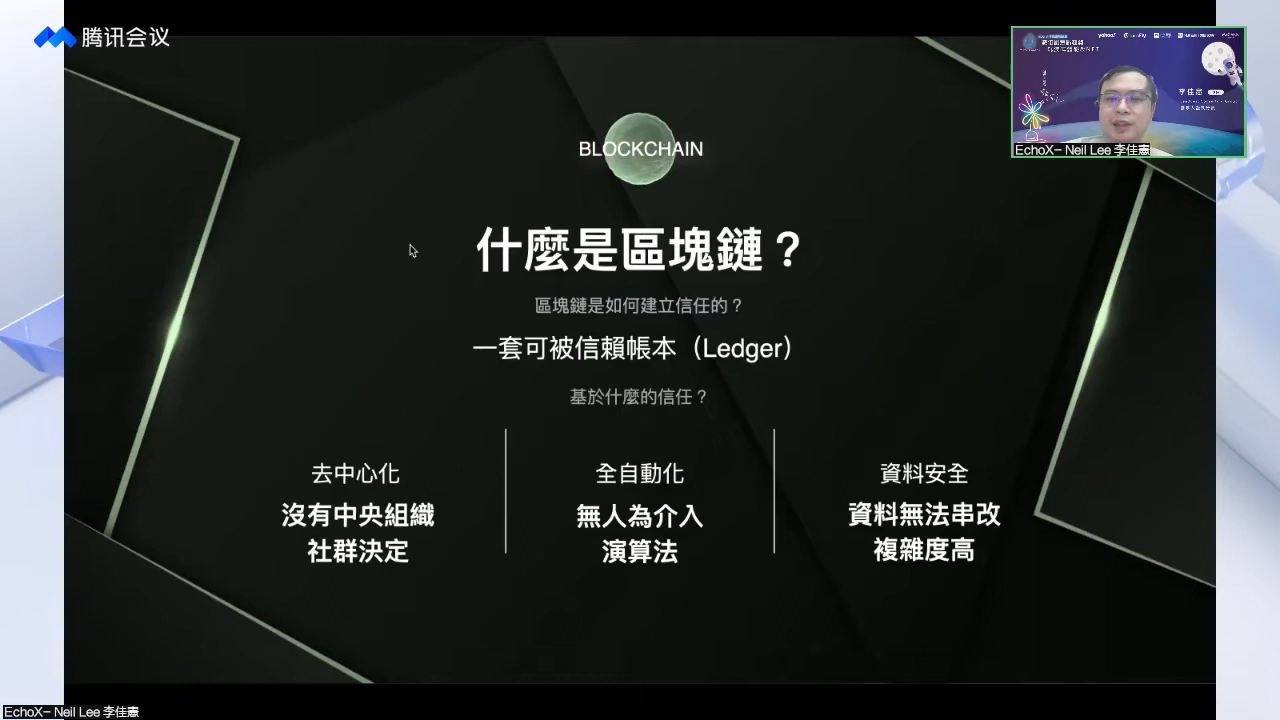 腾讯会议
BLOCKCHAIN
什麼是區塊鏈？
區塊鏈是如何建立信任的？
一套可被信賴帳本（Ledger）
基於什麼的信任？
去中心化
沒有中央組織
社群決定
全自動化
無人為介入
演算法
資料安全
資料無法串改
複雜度高
yahoo!
李佳憲
EchoX– Neil Lee 李佳憲
EchoX– Neil Lee 李佳憲